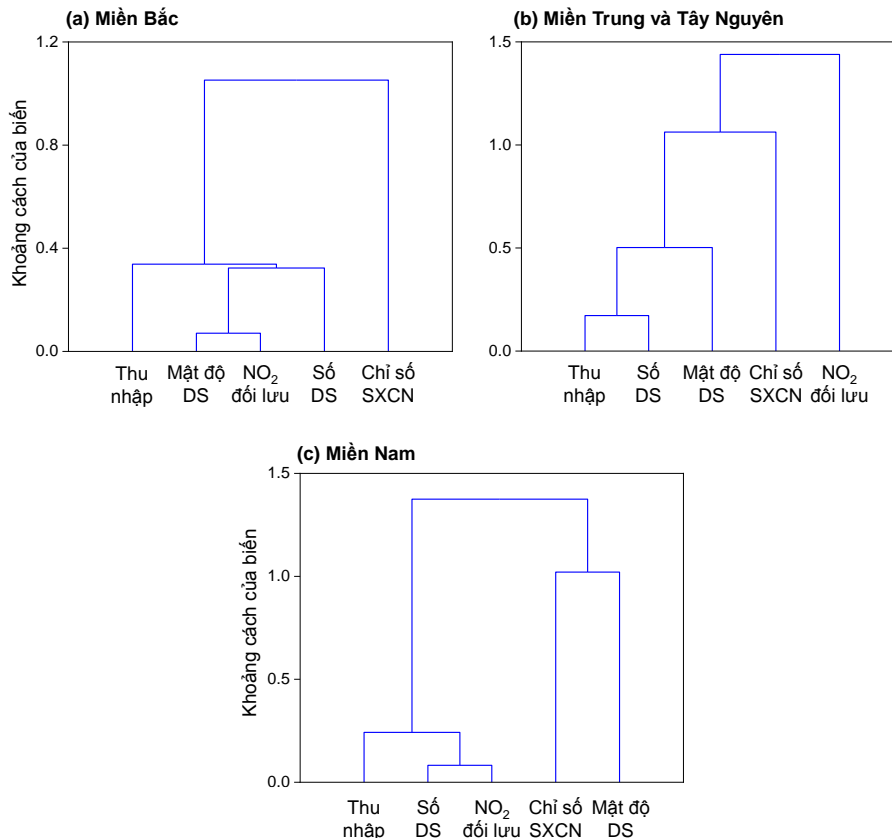 (a) Miền Bắc
Khoảng cách của biến
1.2
0.8
0.4
0.0
Thu nhập
Mật độ DS
NO₂ đối lưu
Số DS
Chỉ số SXCN
(b) Miền Trung và Tây Nguyên
1.5
1.0
0.5
0.0
Thu nhập
Số DS
Mật độ DS
Chỉ số SXCN
NO₂ đối lưu
(c) Miền Nam
Khoảng cách của biến
1.5
1.0
0.5
0.0
Thu nhập
Số DS
NO₂ đối lưu
Chỉ số SXCN
Mật độ DS